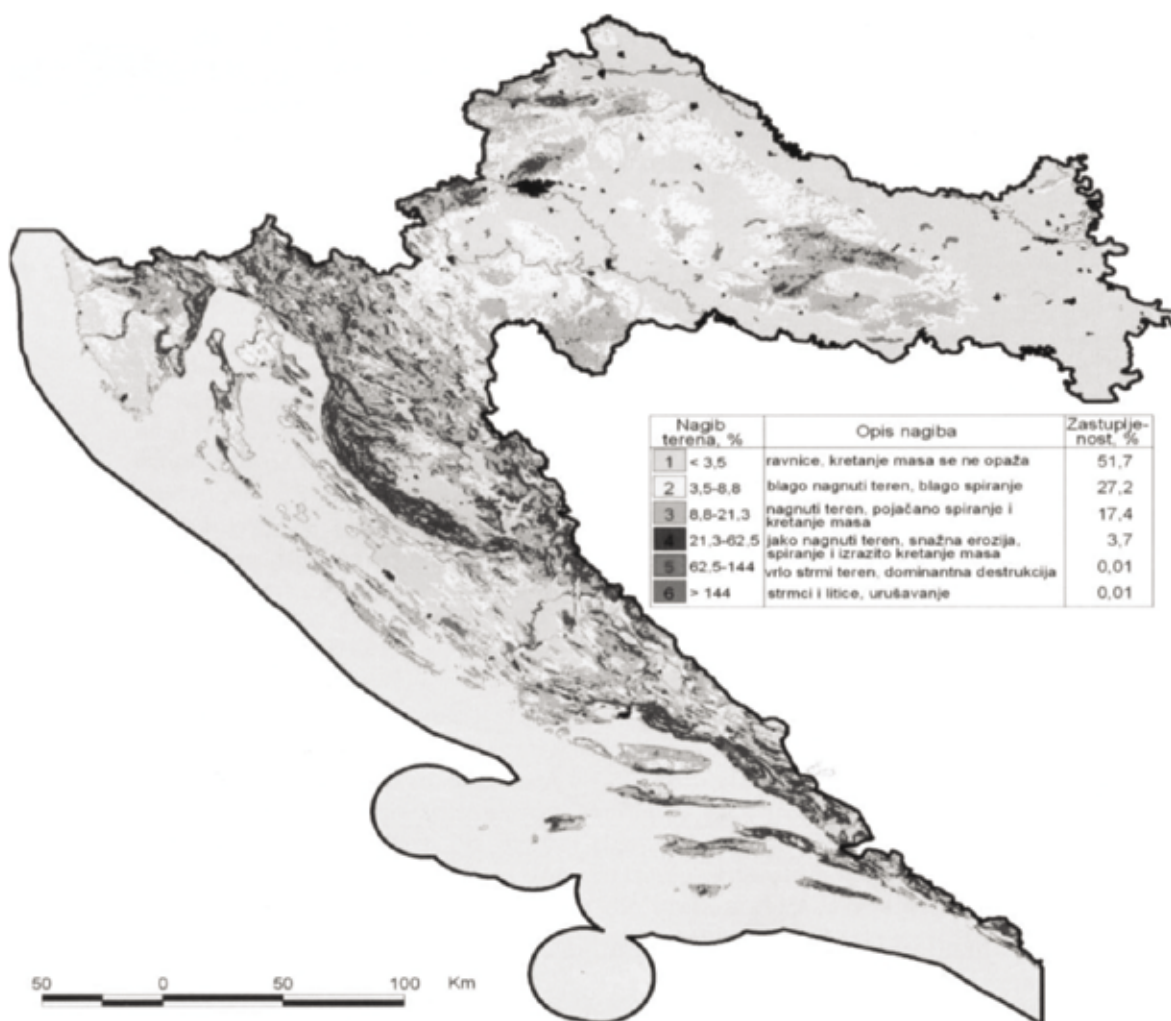 Nagib terena, % Opis nagiba Zastuplje-nost, %
1 < 3,5 ravnice, kretanje masa se ne opaža 51,7
2 3,5-8,8 blago nagnuti teren, blago spiranje 27,2
3 8,8-21,3 nagnuti teren, pojačano spiranje i kretanje masa 17,4
4 21,3-62,5 jako nagnuti teren, snažna erozija, spiranje i izrazito kretanje masa 3,7
5 62,5-144 vrlo strmi teren, dominantna destrukcija 0,01
6 > 144 strmci i litice, urušavanje 0,01
50 0 50 100 Km